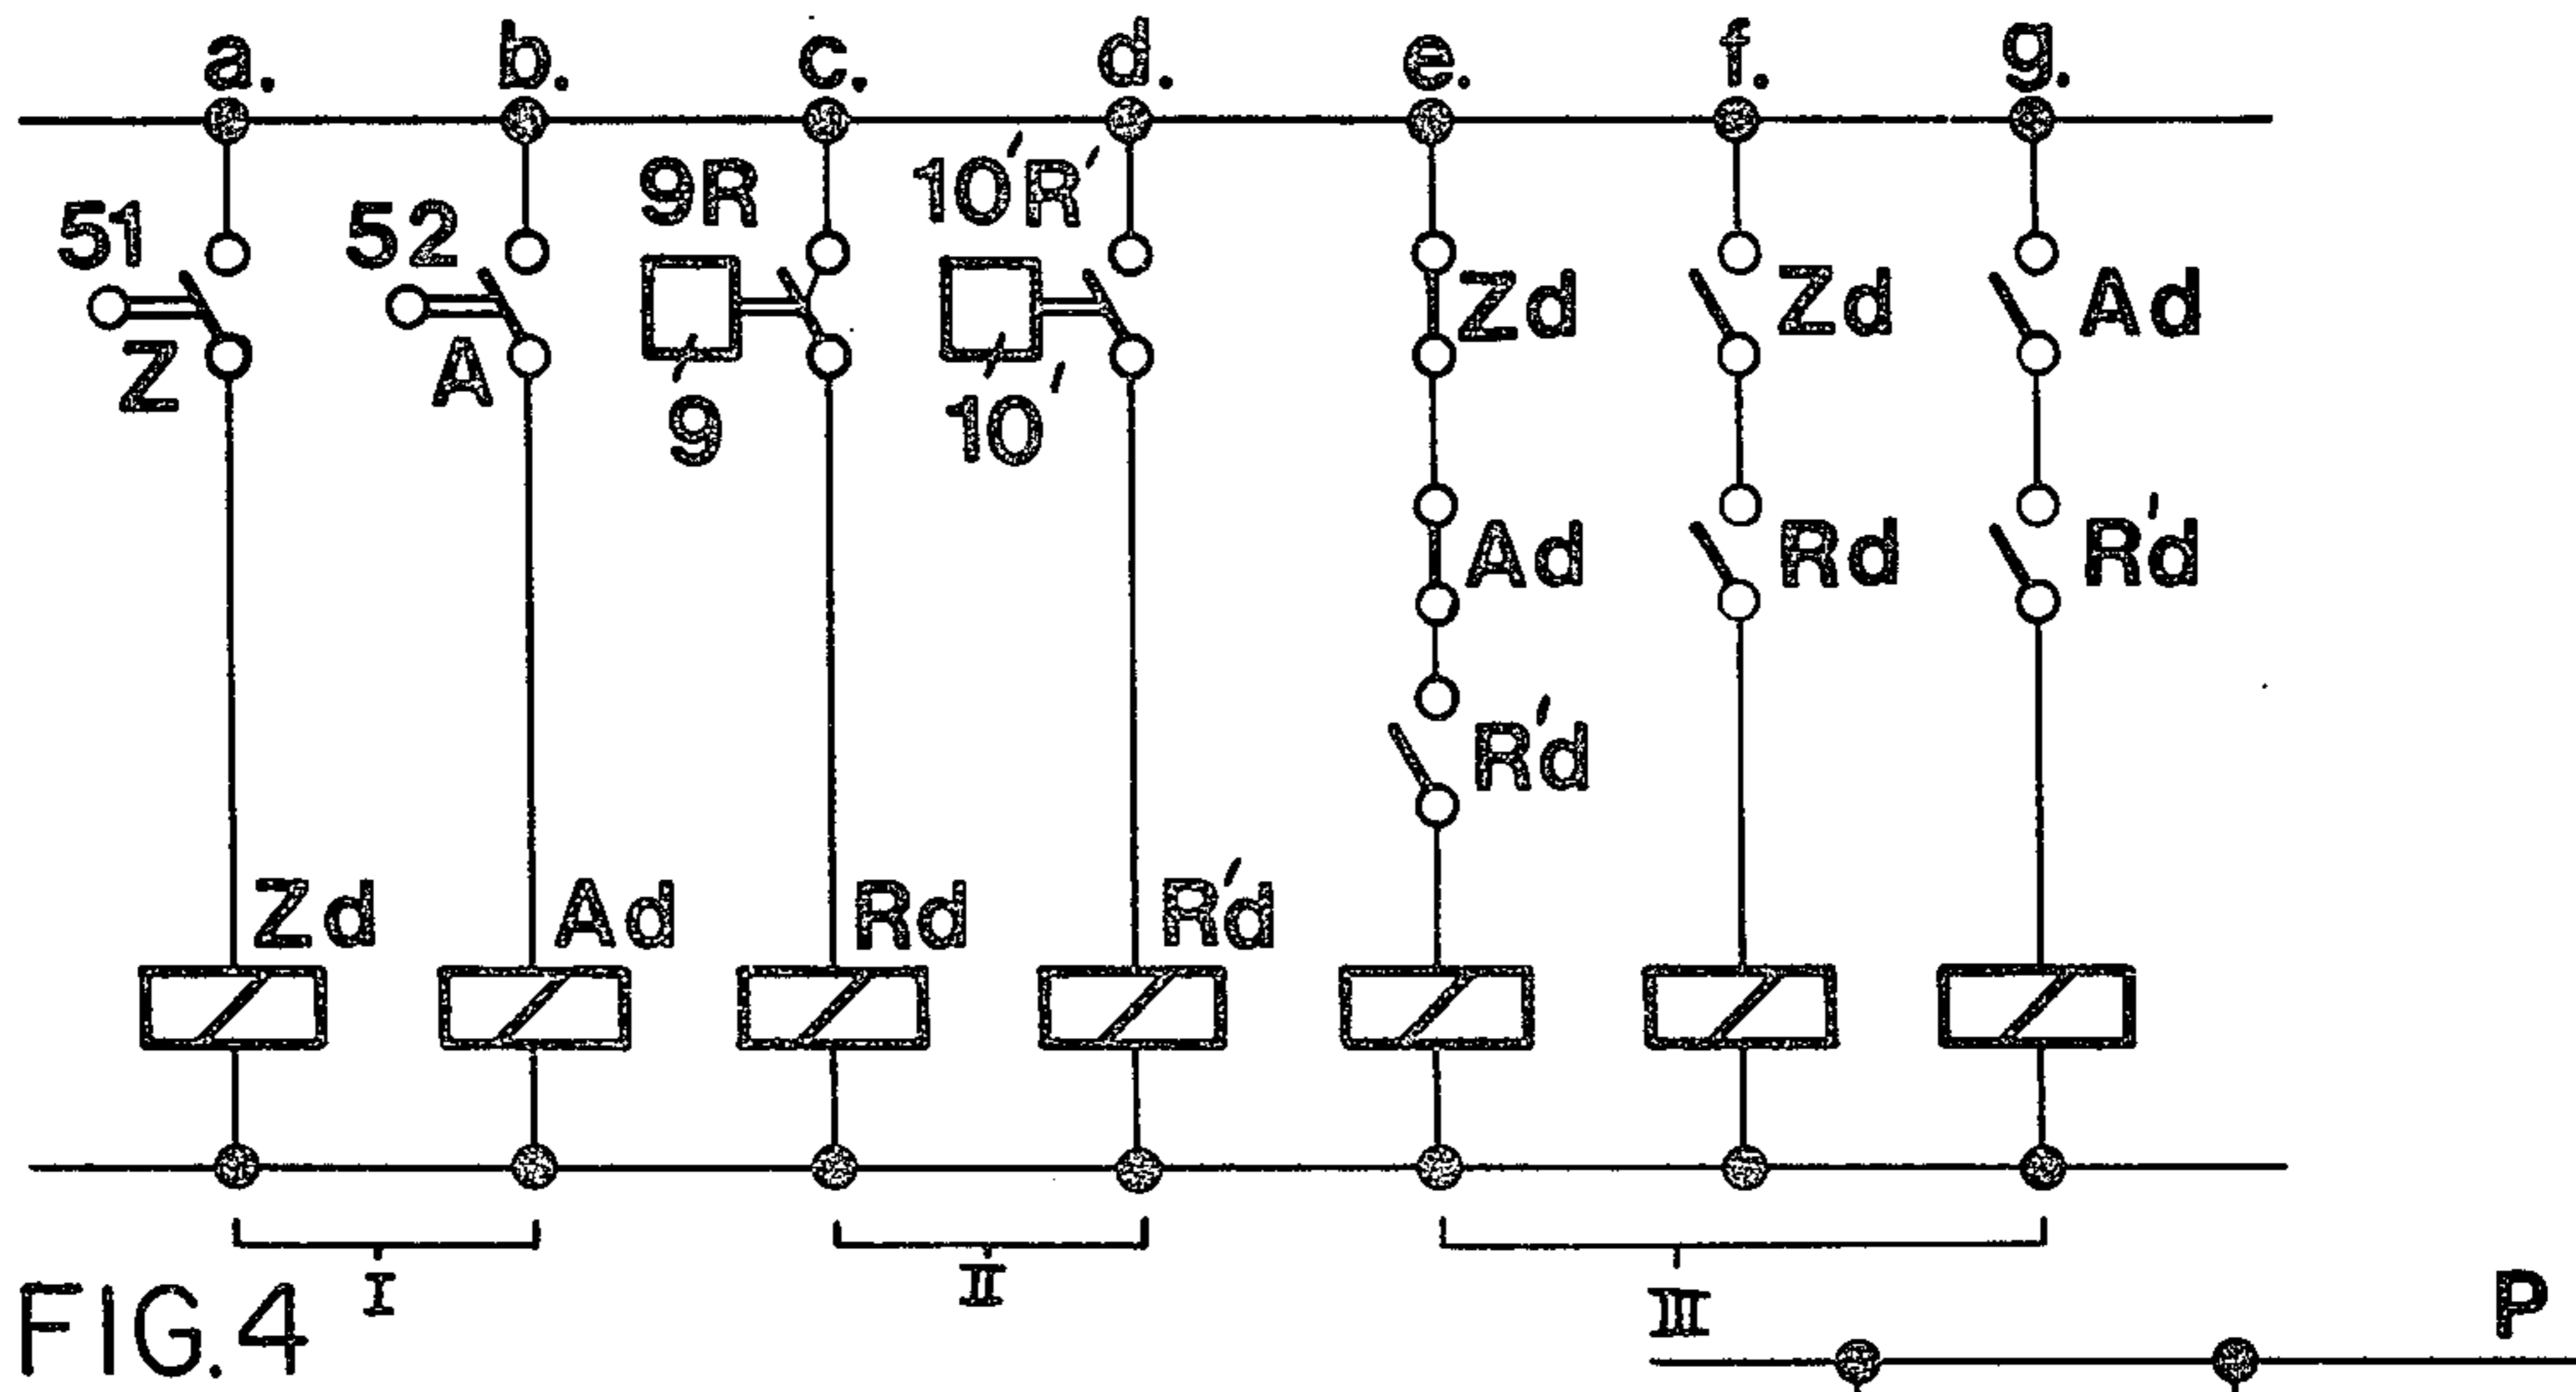 a. b. c. d. e. f. g.
51 52 9R 10'R'
Z A Zd Zd Ad
9 10'
Ad Rd R'd
R'd
Zd Ad Rd R'd
I II III
FIG.4
P